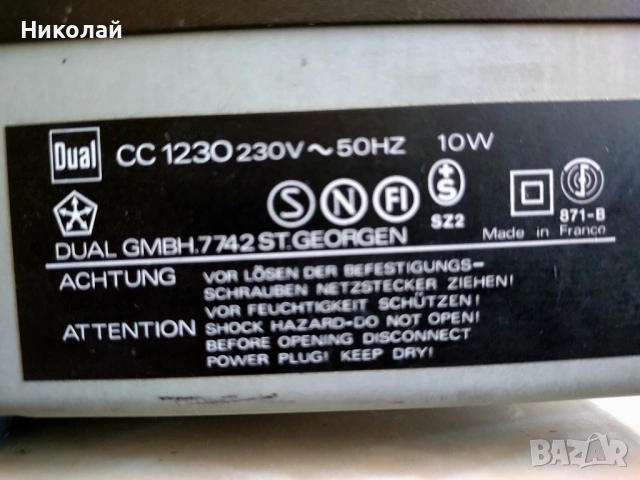 Николай
Dual CC 1230 230V~50HZ 10W
S N FI +S
SZ2 871-B
DUAL GMBH.7742 ST.GEORGEN Made in France
ACHTUNG VOR LÖSEN DER BEFESTIGUNGS-
SCHRAUBEN NETZSTECKER ZIEHEN!
VOR FEUCHTIGKEIT SCHÜTZEN!
ATTENTION SHOCK HAZARD-DO NOT OPEN!
BEFORE OPENING DISCONNECT
POWER PLUG! KEEP DRY!
BAZAR